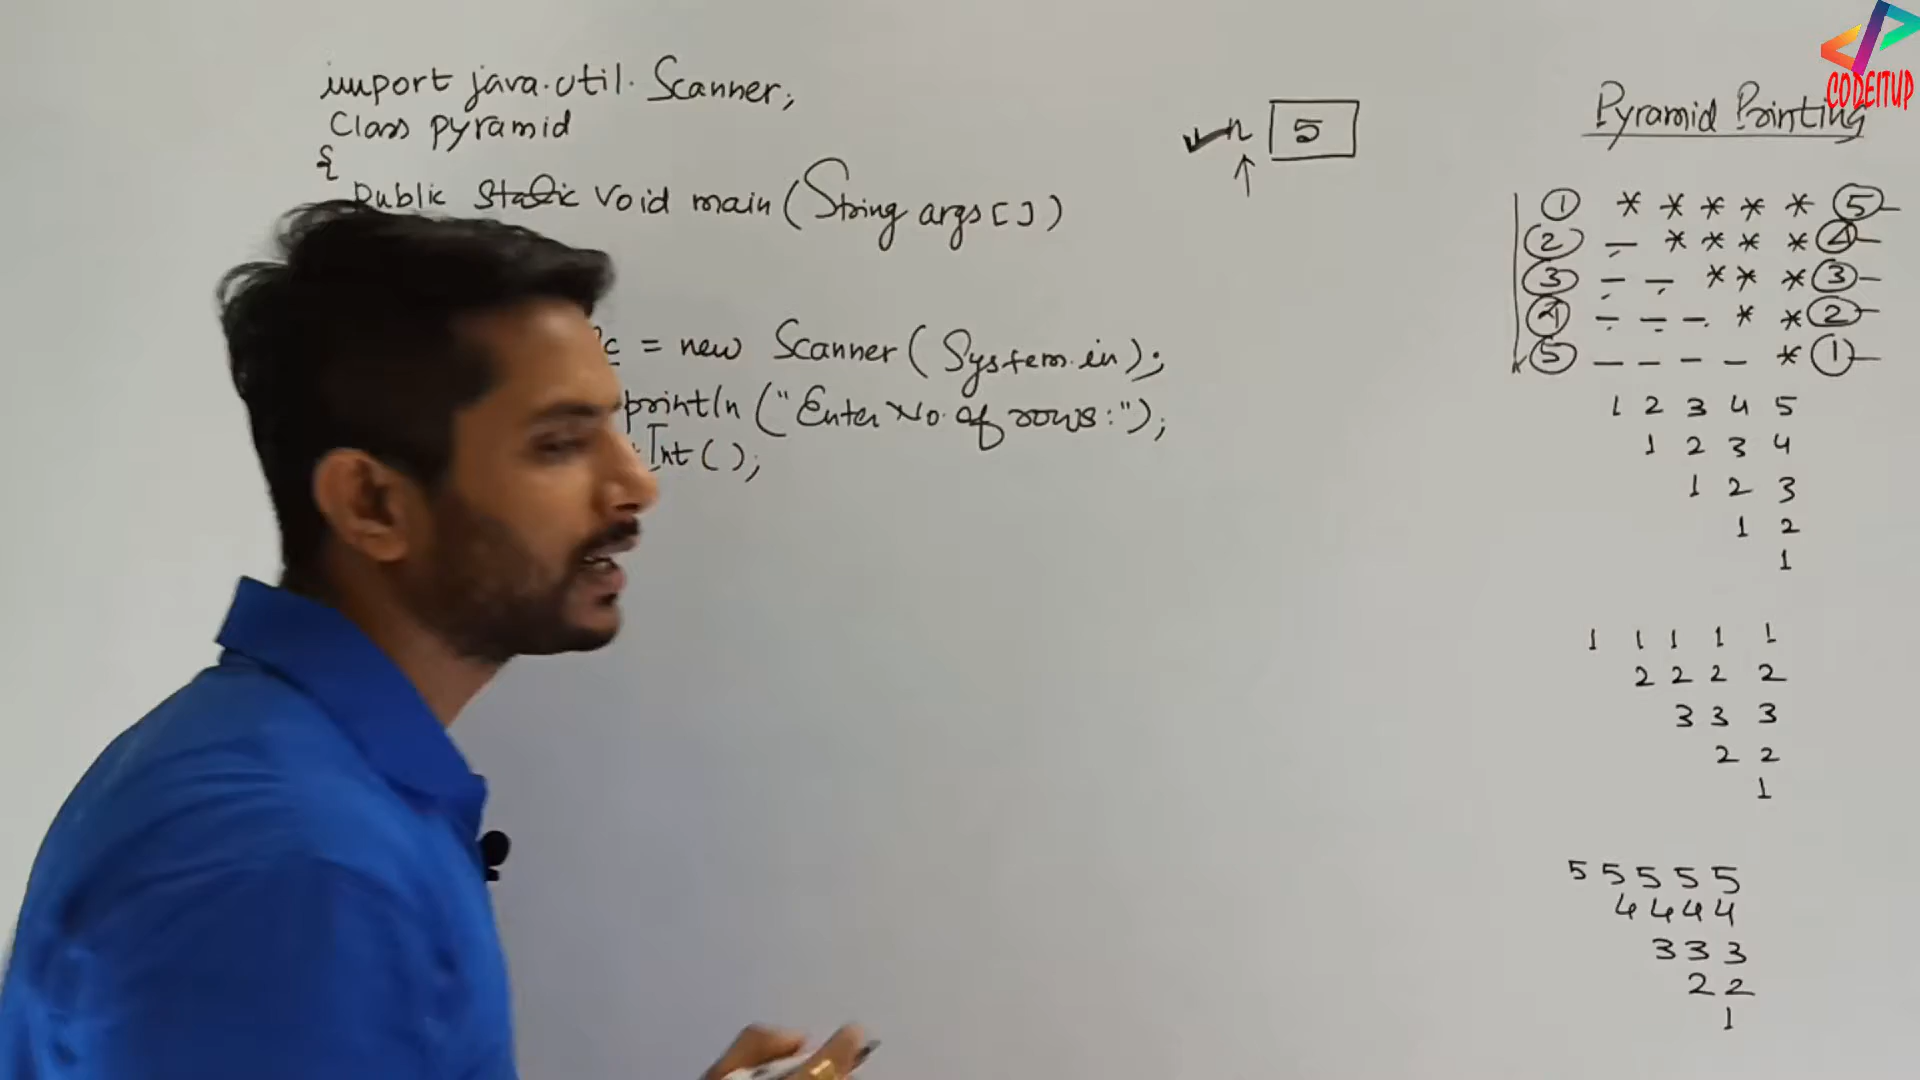 import java.util.Scanner;
Class pyramid
{
Public Static Void main (String args[])
= new Scanner (System.in);
println ("Enter No. of rows:");
Int();
n 5
CODEITUP
Pyramid Printing
1 * * * * * 5
2 – * * * * 4
3 – – * * * 3
4 – – – * * 2
5 – – – – * 1
1 2 3 4 5
1 2 3 4
1 2 3
1 2
1
1 1 1 1 1
2 2 2 2
3 3 3
2 2
1
5 5 5 5 5
4 4 4 4
3 3 3
2 2
1